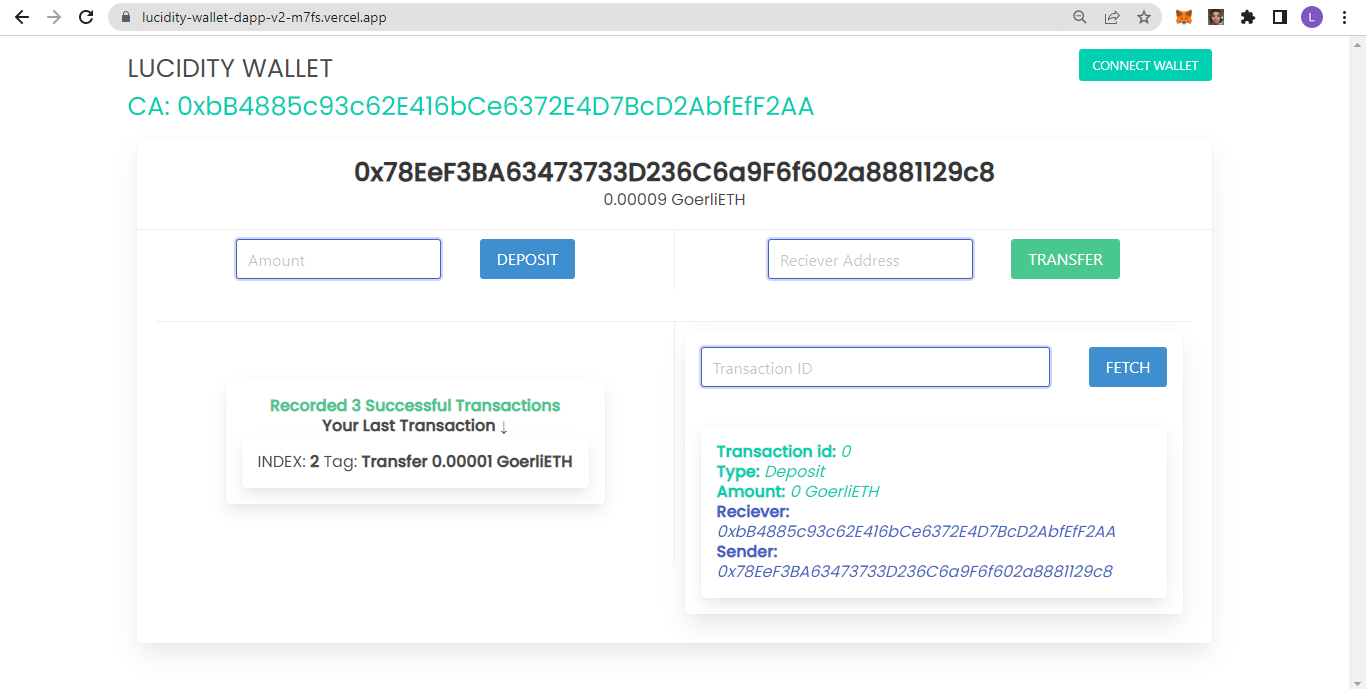 lucidity-wallet-dapp-v2-m7fs.vercel.app
L
LUCIDITY WALLET
CONNECT WALLET
CA: 0xbB4885c93c62E416bCe6372E4D7BcD2AbfEfF2AA
0x78EeF3BA63473733D236C6a9F6f602a8881129c8
0.00009 GoerliETH
Amount
DEPOSIT
Reciever Address
TRANSFER
Recorded 3 Successful Transactions
Your Last Transaction ↓
INDEX: 2 Tag: Transfer 0.00001 GoerliETH
Transaction ID
FETCH
Transaction id: 0
Type: Deposit
Amount: 0 GoerliETH
Reciever:
0xbB4885c93c62E416bCe6372E4D7BcD2AbfEfF2AA
Sender:
0x78EeF3BA63473733D236C6a9F6f602a8881129c8